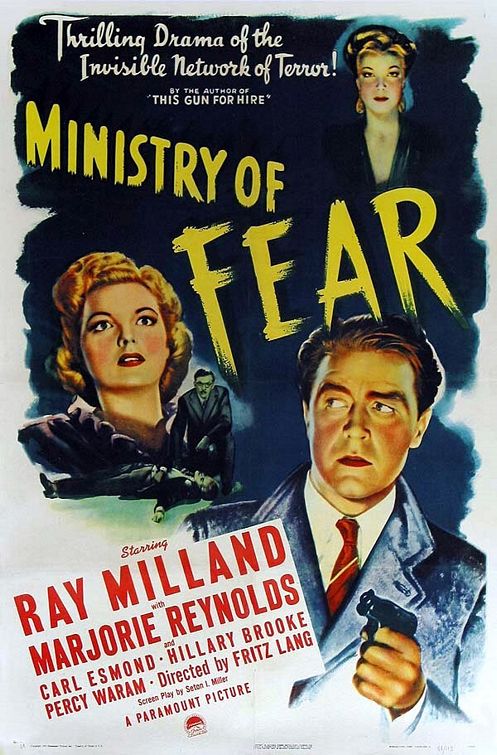 Thrilling Drama of the
Invisible Network of Terror!
BY THE AUTHOR OF
"THIS GUN FOR HIRE"
MINISTRY OF
FEAR
Starring
RAY MILLAND
with
MARJORIE REYNOLDS
and
CARL ESMOND · HILLARY BROOKE
PERCY WARAM · Directed by FRITZ LANG
Screen Play by Seton I. Miller
A PARAMOUNT PICTURE